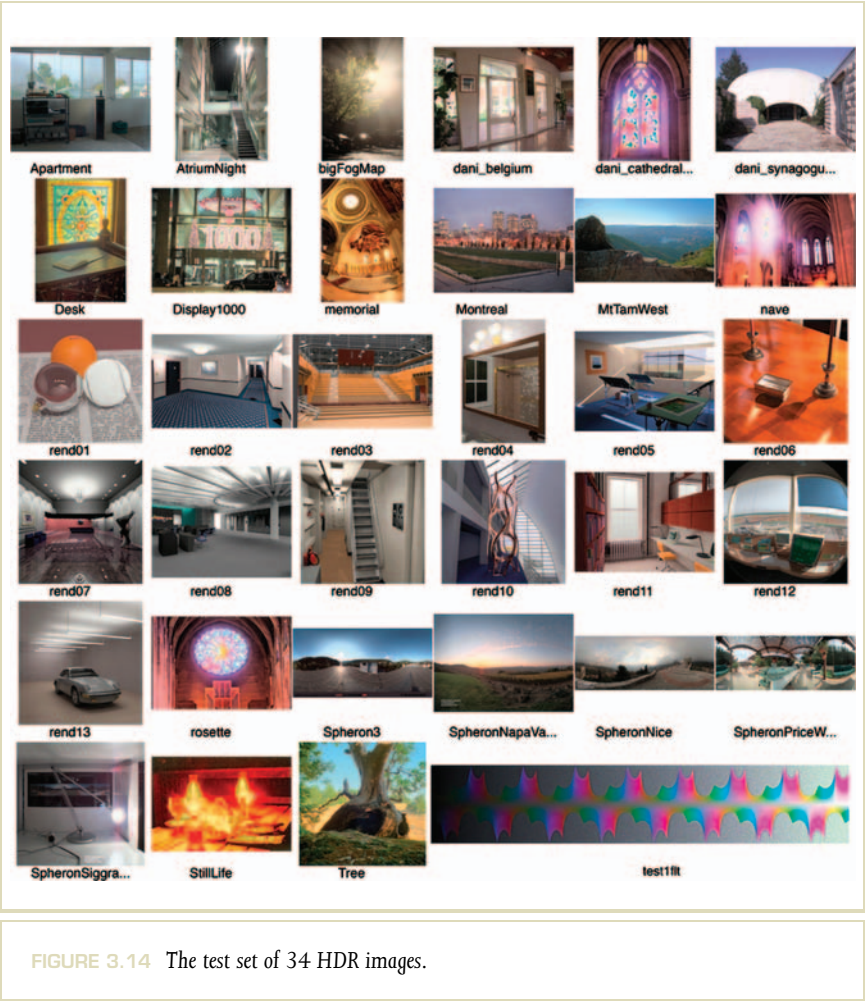 Apartment AtriumNight bigFogMap dani_belgium dani_cathedral... dani_synagogu...
Desk Display1000 memorial Montreal MtTamWest nave
rend01 rend02 rend03 rend04 rend05 rend06
rend07 rend08 rend09 rend10 rend11 rend12
rend13 rosette Spheron3 SpheronNapaVa... SpheronNice SpheronPriceW...
SpheronSiggra... StillLife Tree test1flt
FIGURE 3.14 The test set of 34 HDR images.